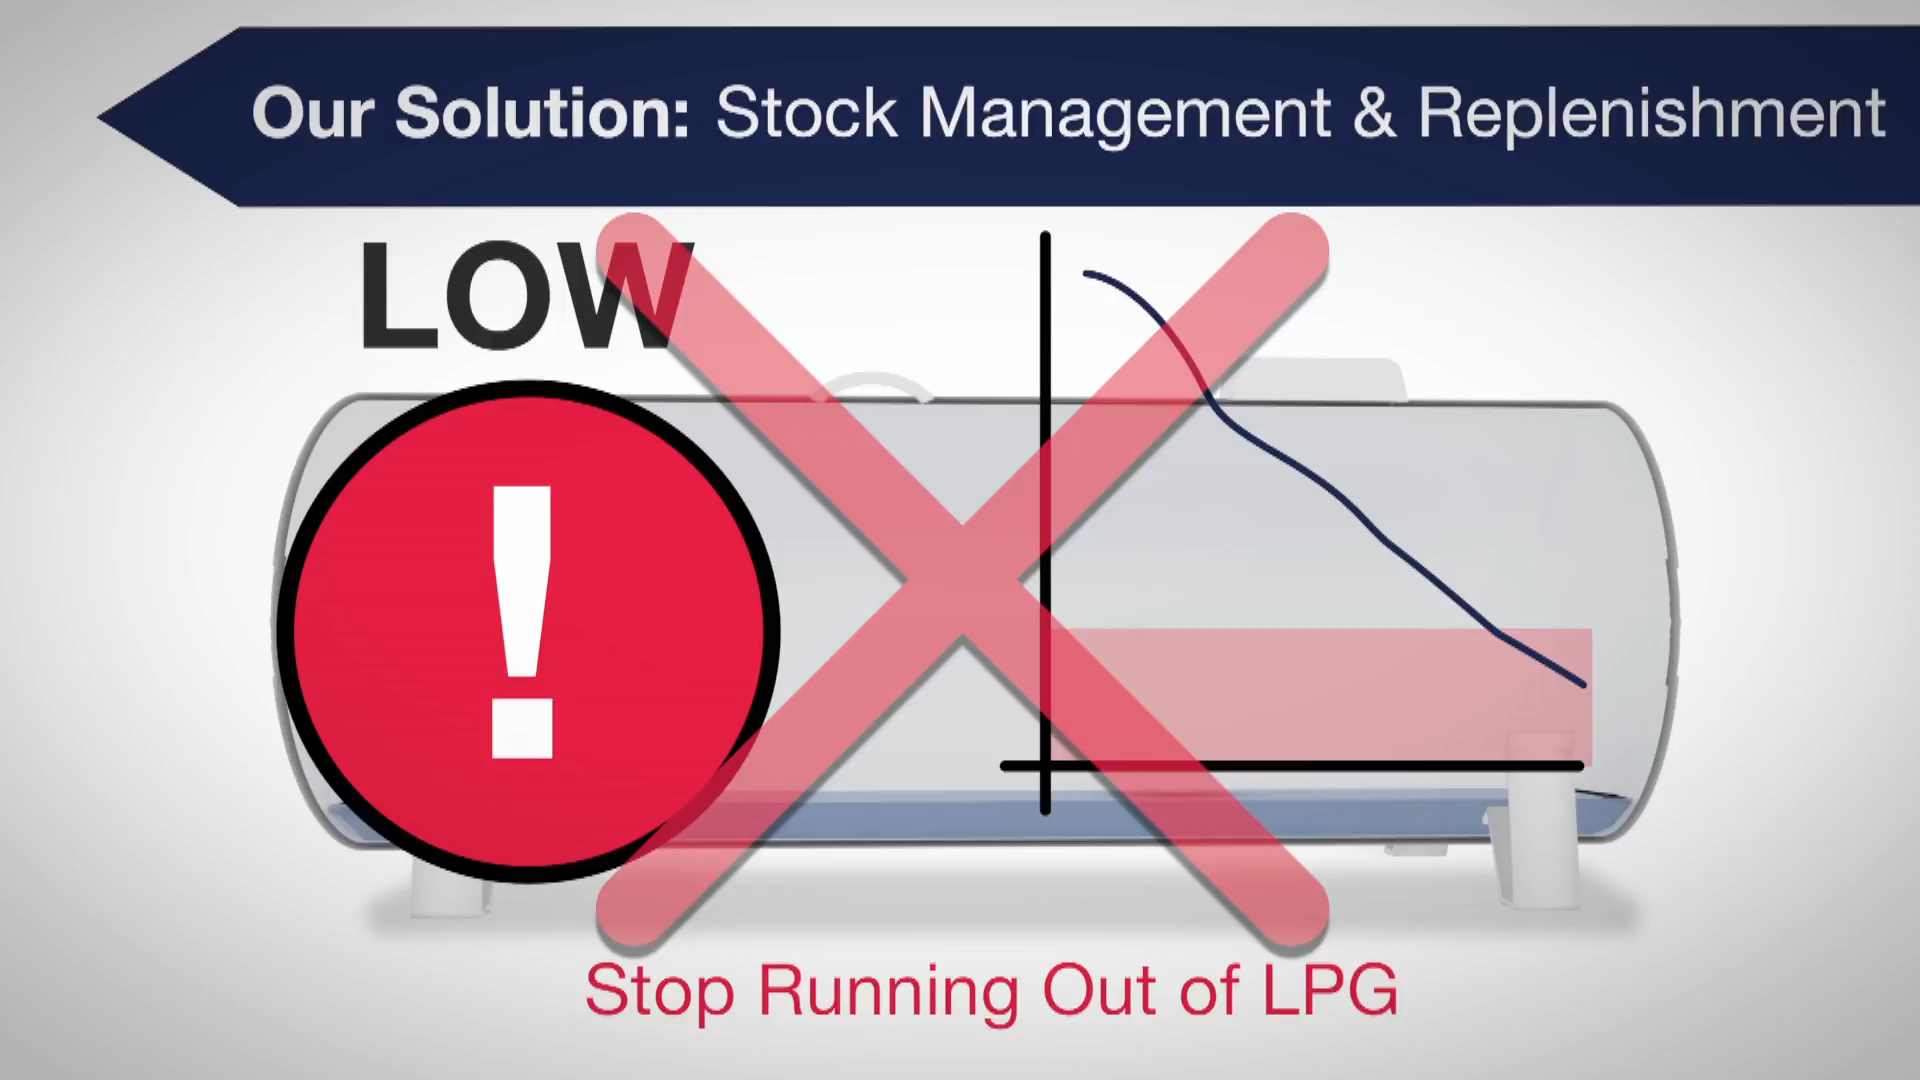 Our Solution: Stock Management & Replenishment
LOW
!
Stop Running Out of LPG